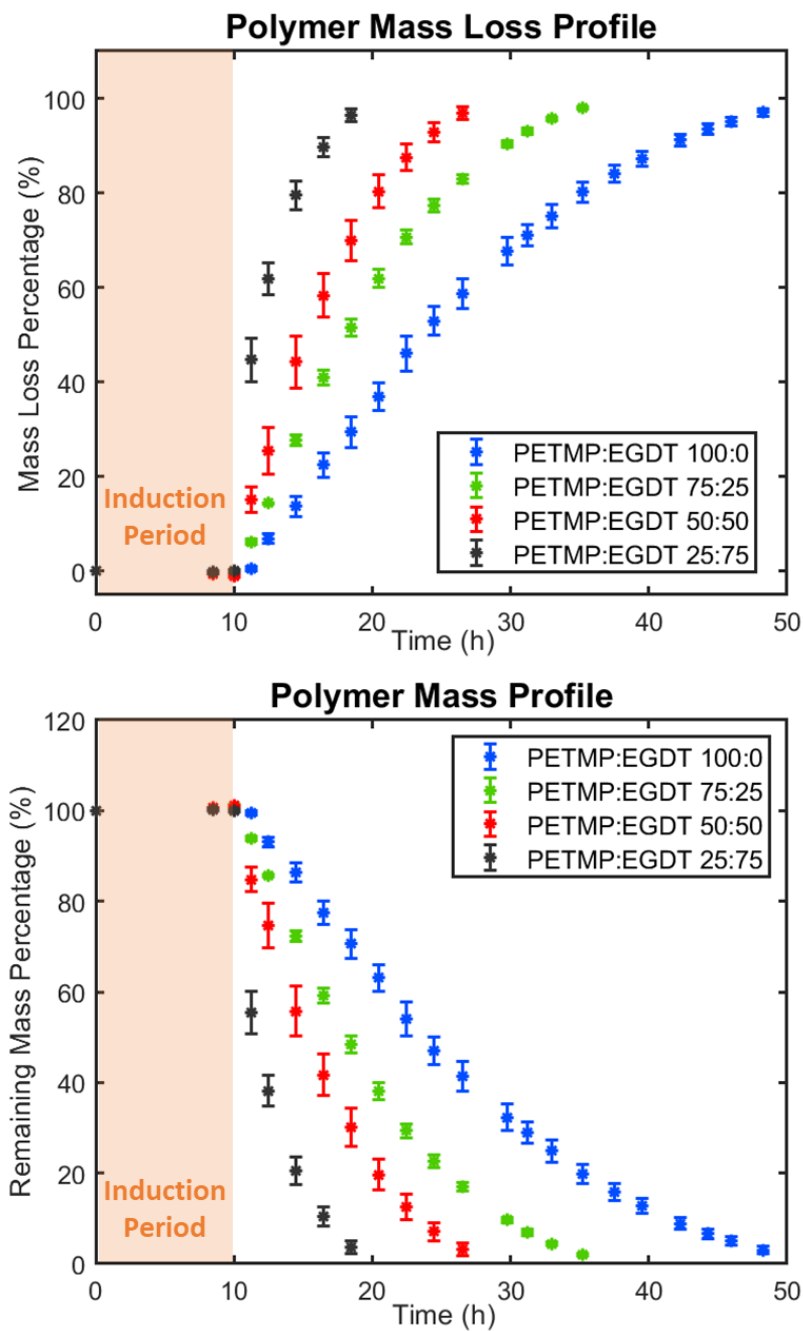 Polymer Mass Loss Profile
100
80
60
40
20
0
Mass Loss Percentage (%)
Induction
Period
PETMP:EGDT 100:0
PETMP:EGDT 75:25
PETMP:EGDT 50:50
PETMP:EGDT 25:75
0 10 20 30 40 50
Time (h)
Polymer Mass Profile
120
100
80
60
40
20
0
Remaining Mass Percentage (%)
PETMP:EGDT 100:0
PETMP:EGDT 75:25
PETMP:EGDT 50:50
PETMP:EGDT 25:75
Induction
Period
0 10 20 30 40 50
Time (h)